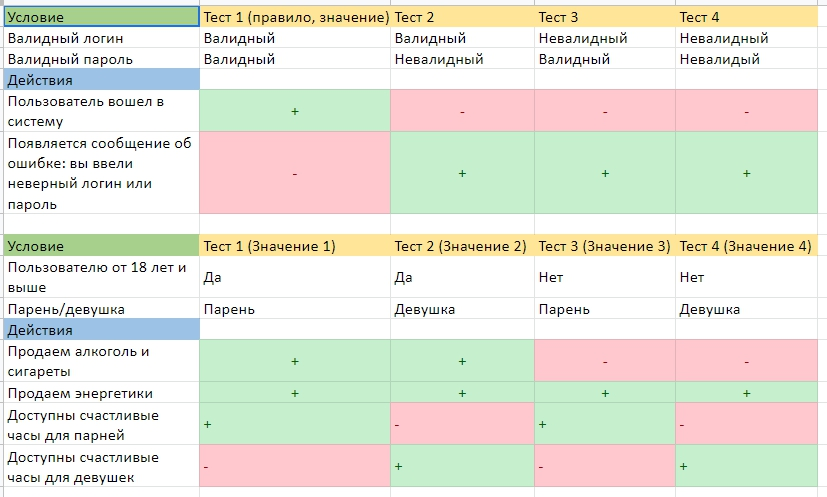 Условие Тест 1 (правило, значение) Тест 2 Тест 3 Тест 4
Валидный логин Валидный Валидный Невалидный Невалидный
Валидный пароль Валидный Невалидный Валидный Невалидый
Действия
Пользователь вошел в
систему + - - -
Появляется сообщение об
ошибке: вы ввели
неверный логин или
пароль - + + +
Условие Тест 1 (Значение 1) Тест 2 (Значение 2) Тест 3 (Значение 3) Тест 4 (Значение 4)
Пользователю от 18 лет и
выше Да Да Нет Нет
Парень/девушка Парень Девушка Парень Девушка
Действия
Продаем алкоголь и
сигареты + + - -
Продаем энергетики + + + +
Доступны счастливые
часы для парней + - + -
Доступны счастливые
часы для девушек - + - +